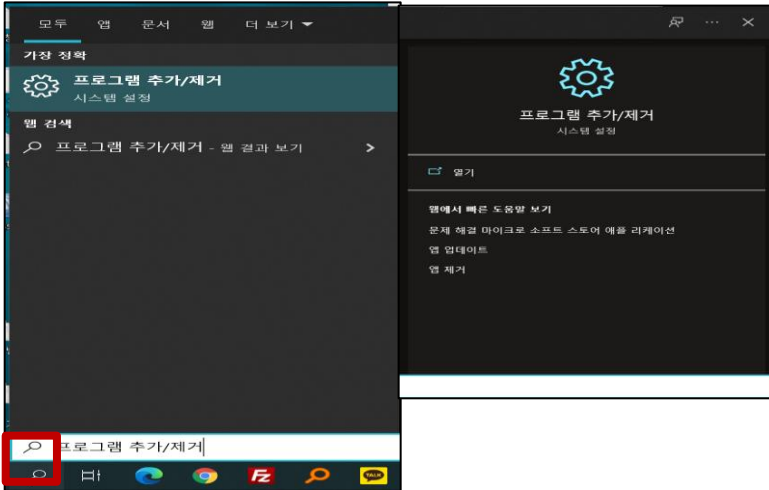 모두 앱 문서 웹 더 보기
가장 정확
프로그램 추가/제거
시스템 설정
웹 검색
프로그램 추가/제거 - 웹 결과 보기
프로그램 추가/제거
TALK
프로그램 추가/제거
시스템 설정
열기
웹에서 빠른 도움말 보기
문제 해결 마이크로 소프트 스토어 애플 리케이션
앱 업데이트
앱 제거